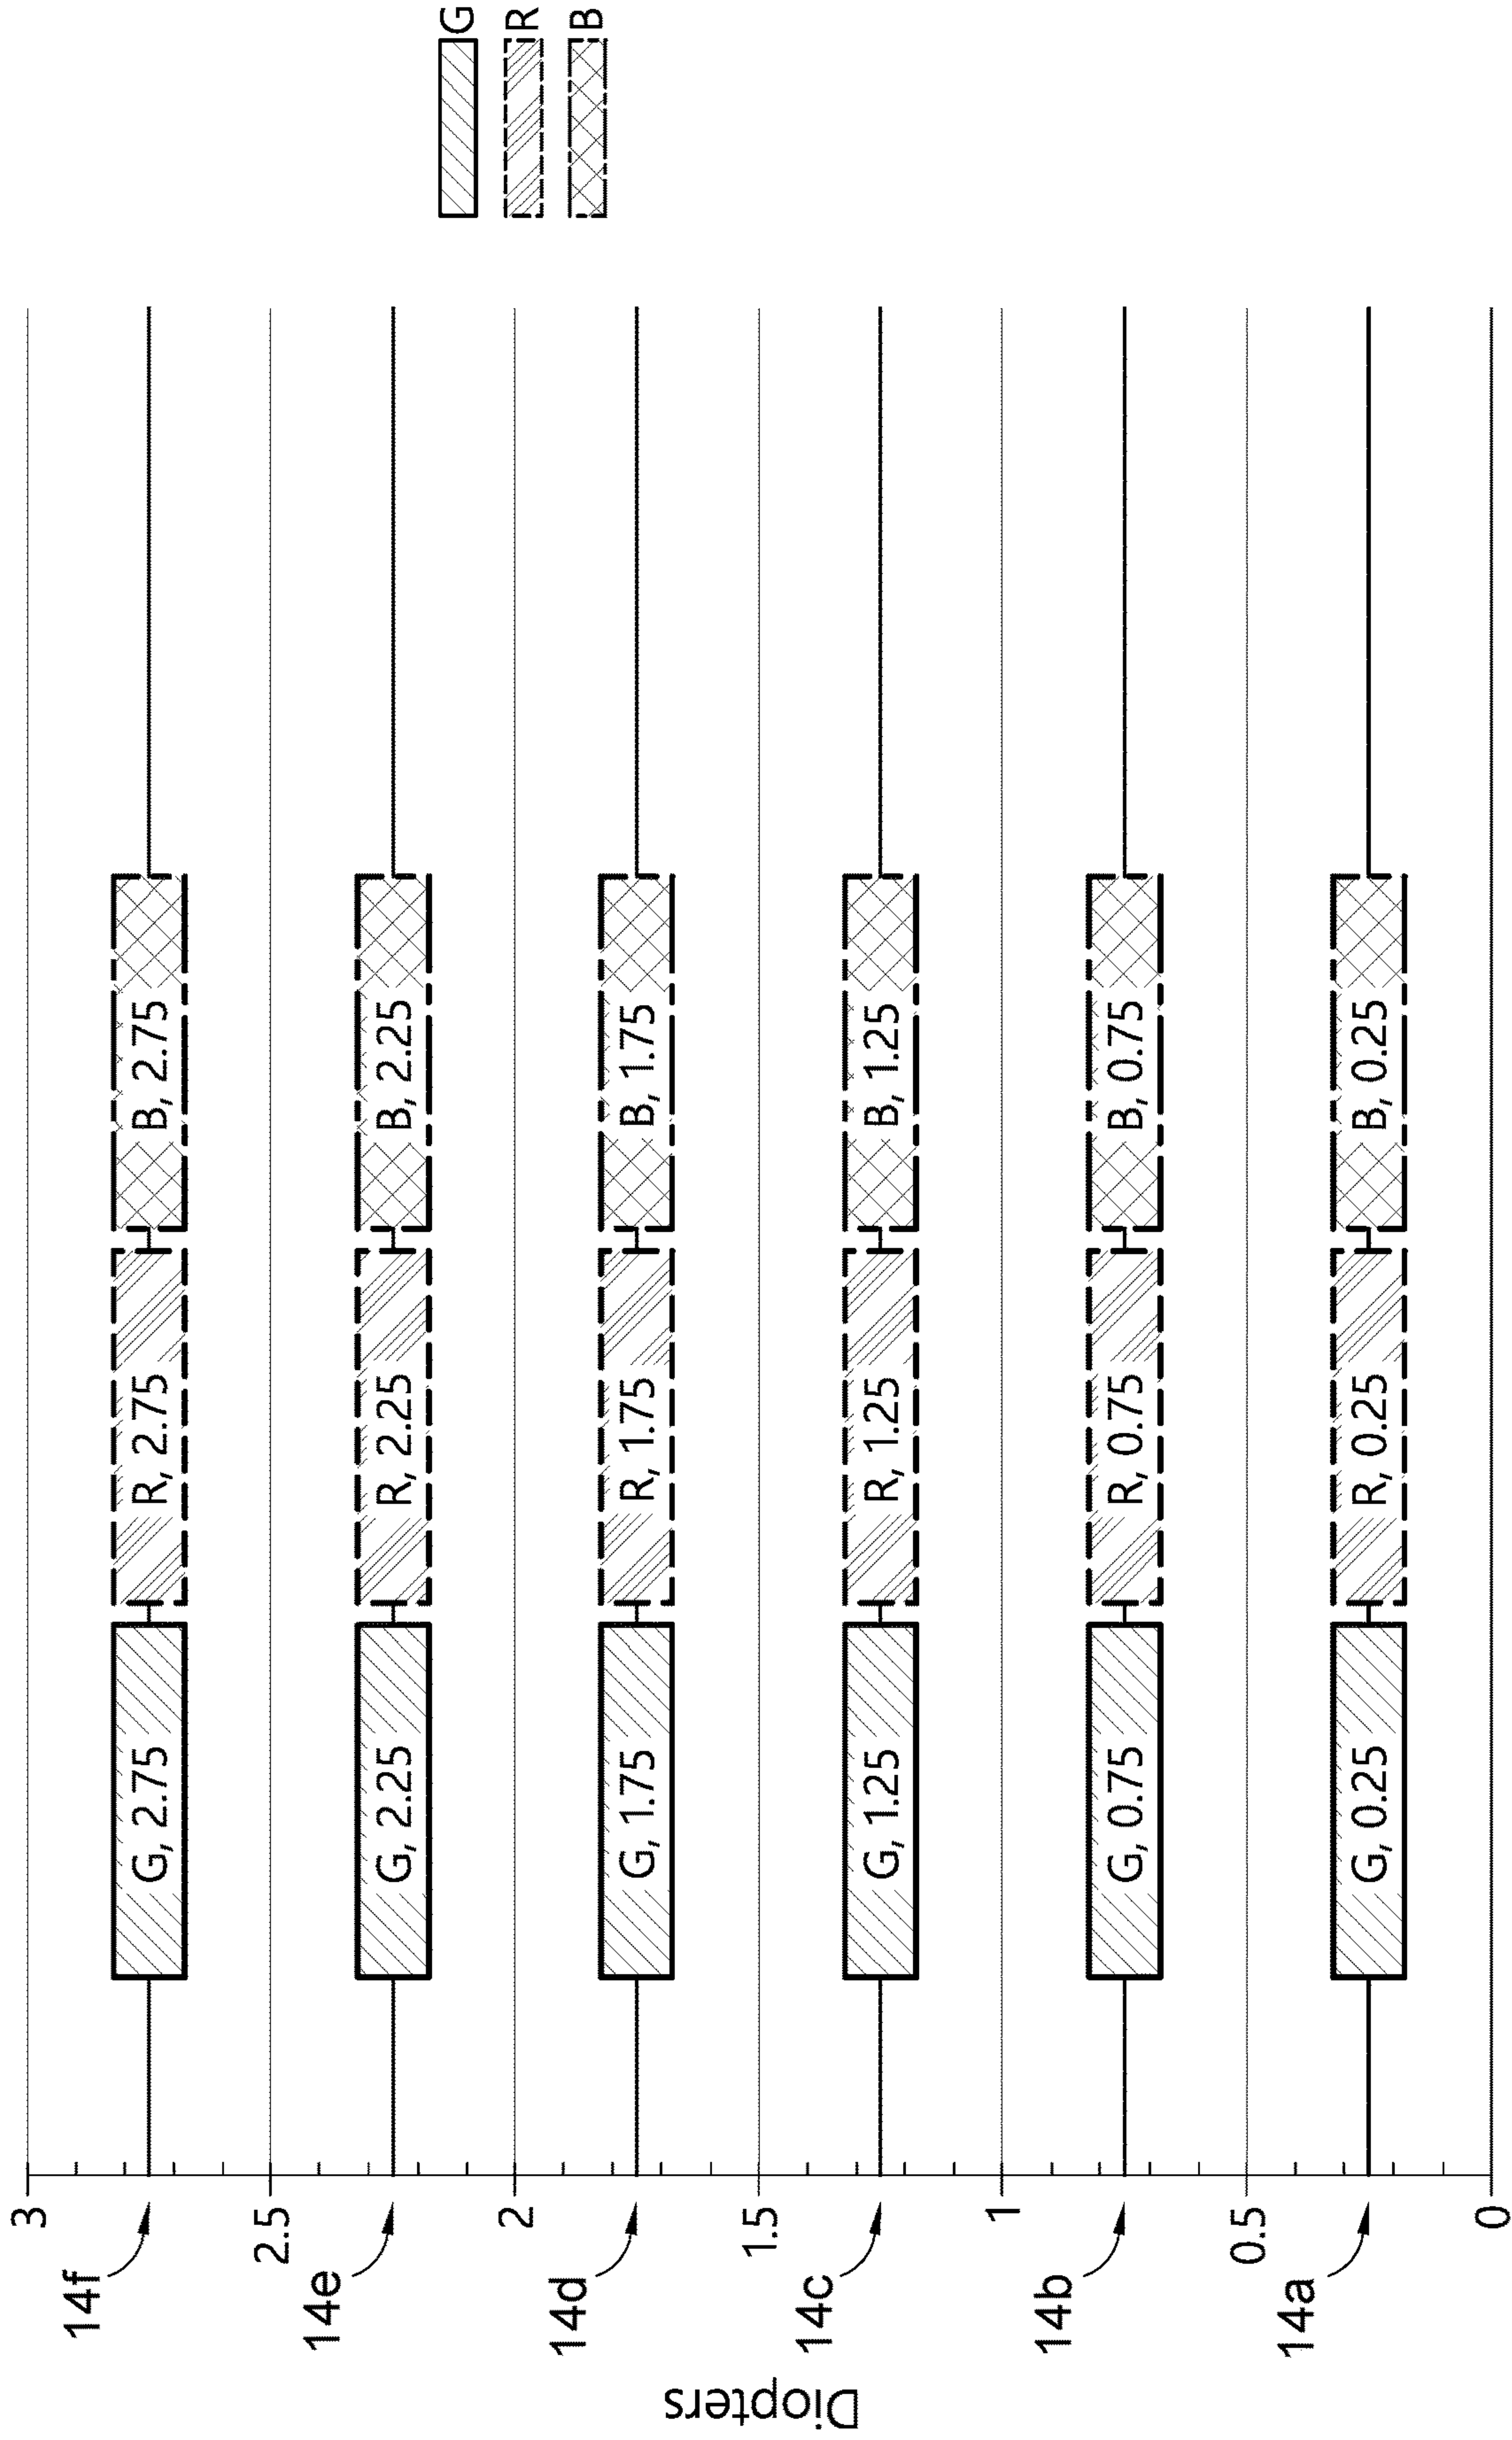 Diopters
3
14f
G, 2.75
R, 2.75
B, 2.75
2.5
14e
G, 2.25
R, 2.25
B, 2.25
2
14d
G, 1.75
R, 1.75
B, 1.75
1.5
14c
G, 1.25
R, 1.25
B, 1.25
1
14b
G, 0.75
R, 0.75
B, 0.75
0.5
14a
G, 0.25
R, 0.25
B, 0.25
0
G
R
B